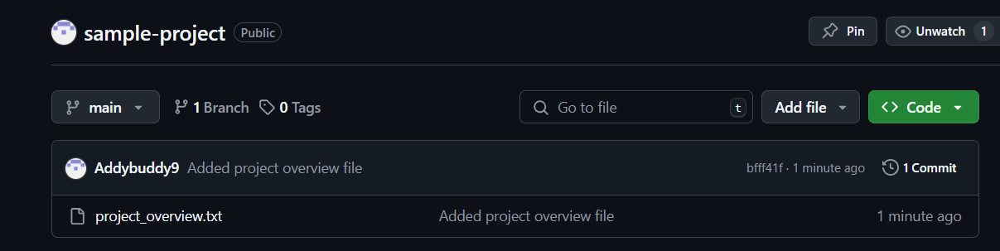 sample-project Public Pin Unwatch 1
main 1 Branch 0 Tags Go to file t Add file Code
Addybuddy9 Added project overview file bfff41f · 1 minute ago 1 Commit
project_overview.txt Added project overview file 1 minute ago